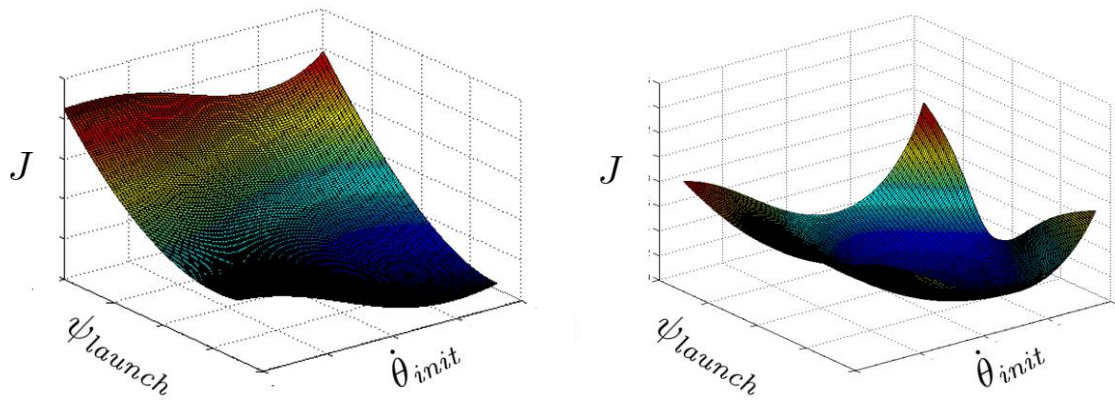 J
ψlaunch
θ̇init
J
ψlaunch
θ̇init